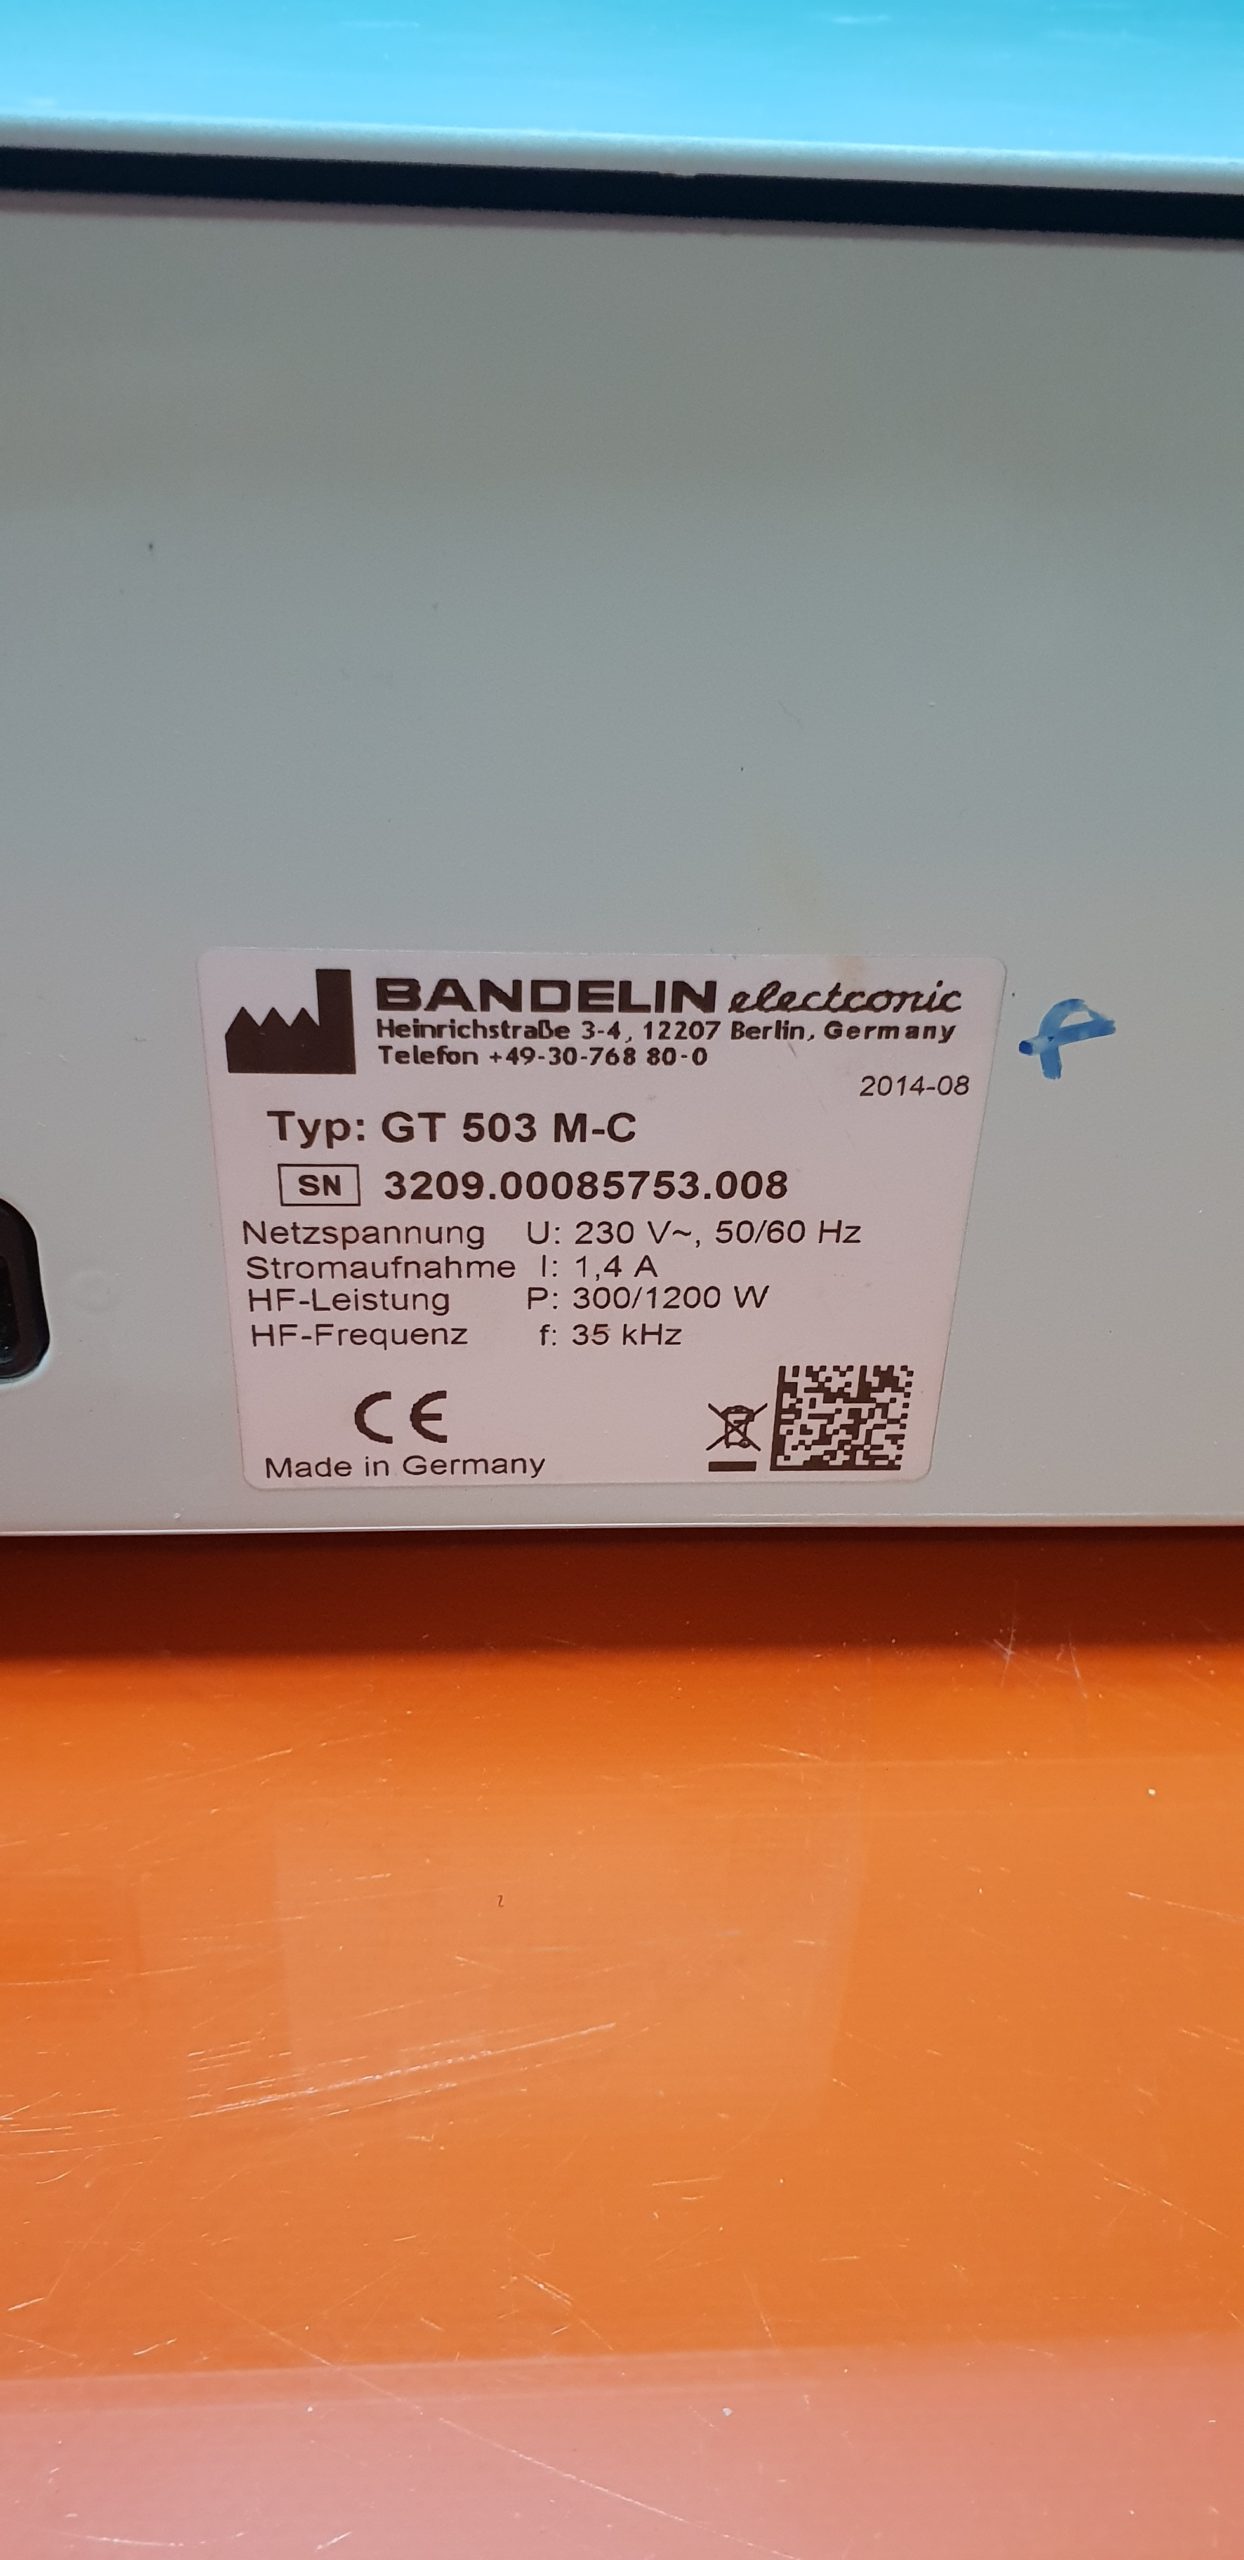 BANDELIN electronic
Heinrichstraße 3-4, 12207 Berlin, Germany
Telefon +49-30-768 80-0
2014-08
Typ: GT 503 M-C
SN 3209.00085753.008
Netzspannung U: 230 V~, 50/60 Hz
Stromaufnahme I: 1,4 A
HF-Leistung P: 300/1200 W
HF-Frequenz f: 35 kHz
CE
Made in Germany